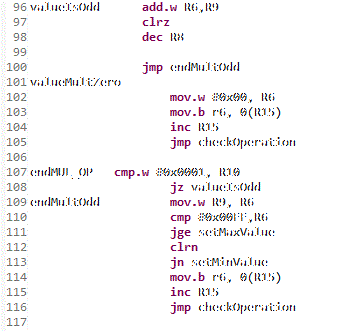 96 valueIsOdd add.w R6,R9
97 clrz
98 dec R8
99
100 jmp endMultOdd
101 valueMultZero
102 mov.w #0x00, R6
103 mov.b r6, 0(R15)
104 inc R15
105 jmp checkOperation
106
107 endMUL_OP cmp.w #0x0001, R10
108 jz valueIsOdd
109 endMultOdd mov.w R9, R6
110 cmp #0x00FF,R6
111 jge setMaxValue
112 clrn
113 jn setMinValue
114 mov.b r6, 0(R15)
115 inc R15
116 jmp checkOperation
117